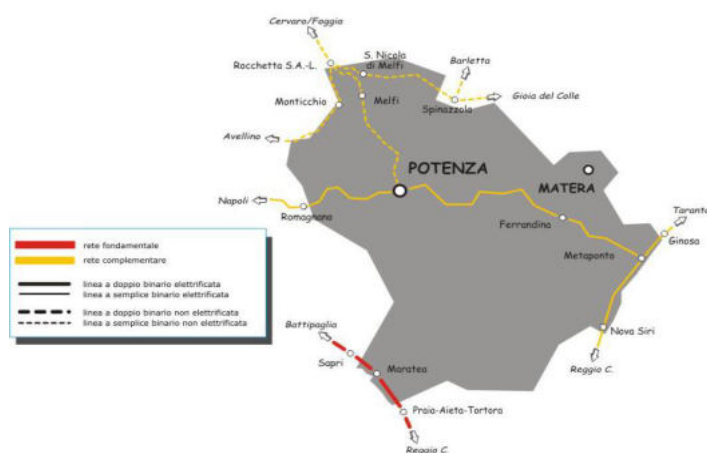 Cervaro/Foggia
Rocchetta S.A.-L.
S. Nicola
di Melfi
Barletta
Monticchio
Melfi
Spinazzola
Gioia del Colle
Avellino
POTENZA
MATERA
Napoli
Romagnano
Ferrandina
Taranto
Ginosa
Metaponto
rete fondamentale
rete complementare
linea a doppio binario elettrificata
linea a semplice binario elettrificata
linea a doppio binario non elettrificata
linea a semplice binario non elettrificata
Battipaglia
Sapri
Maratea
Nova Siri
Reggio C.
Praia-Aieta-Tortora
Reggio C.